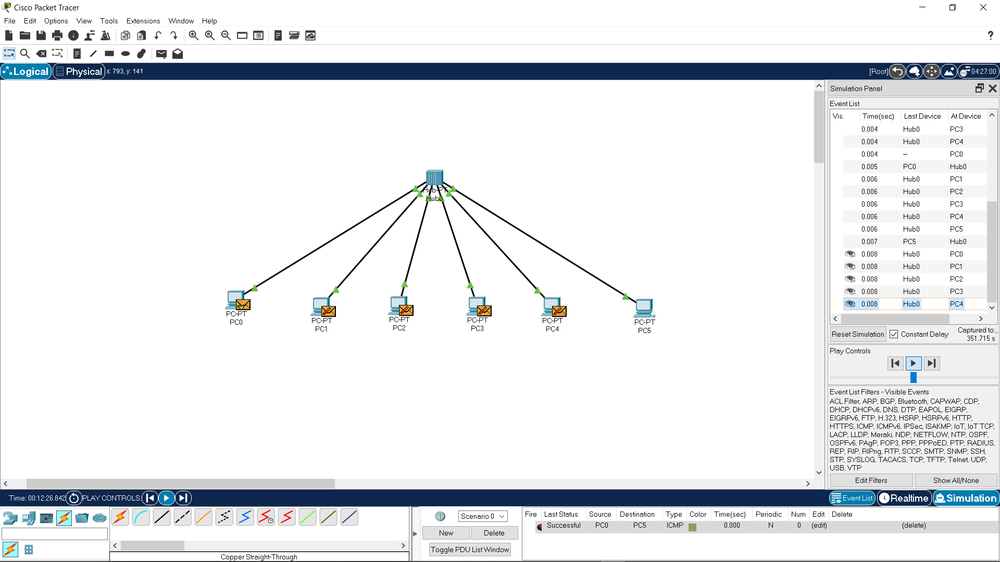 Cisco Packet Tracer
File Edit Options View Tools Extensions Window Help
?
Logical Physical x: 793, y: 141 [Root] 04:27:00
Simulation Panel
Event List
Vis. Time(sec) Last Device At Device
0.004 Hub0 PC3
0.004 Hub0 PC4
0.004 -- PC0
0.005 PC0 Hub0
0.006 Hub0 PC1
0.006 Hub0 PC2
0.006 Hub0 PC3
0.006 Hub0 PC4
0.006 Hub0 PC5
0.007 PC5 Hub0
0.008 Hub0 PC0
0.008 Hub0 PC1
0.008 Hub0 PC2
0.008 Hub0 PC3
0.008 Hub0 PC4
Reset Simulation Constant Delay Captured to:
351.715 s
Play Controls
Event List Filters - Visible Events
ACL Filter, ARP, BGP, Bluetooth, CAPWAP, CDP,
DHCP, DHCPv6, DNS, DTP, EAPOL, EIGRP,
EIGRPv6, FTP, H.323, HSRP, HSRPv6, HTTP,
HTTPS, ICMP, ICMPv6, IPSec, ISAKMP, IoT, IoT TCP,
LACP, LLDP, Meraki, NDP, NETFLOW, NTP, OSPF,
OSPFv6, PAgP, POP3, PPP, PPPoED, PTP, RADIUS,
REP, RIP, RIPng, RTP, SCCP, SMTP, SNMP, SSH,
STP, SYSLOG, TACACS, TCP, TFTP, Telnet, UDP,
USB, VTP
Edit Filters Show All/None
Hub-PT
Hub0
PC-PT
PC0
PC-PT
PC1
PC-PT
PC2
PC-PT
PC3
PC-PT
PC4
PC-PT
PC5
Time: 00:12:26.842 PLAY CONTROLS:
Event List Realtime Simulation
Copper Straight-Through
Scenario 0
New Delete
Toggle PDU List Window
Fire Last Status Source Destination Type Color Time(sec) Periodic Num Edit Delete
Successful PC0 PC5 ICMP 0.000 N 0 (edit) (delete)